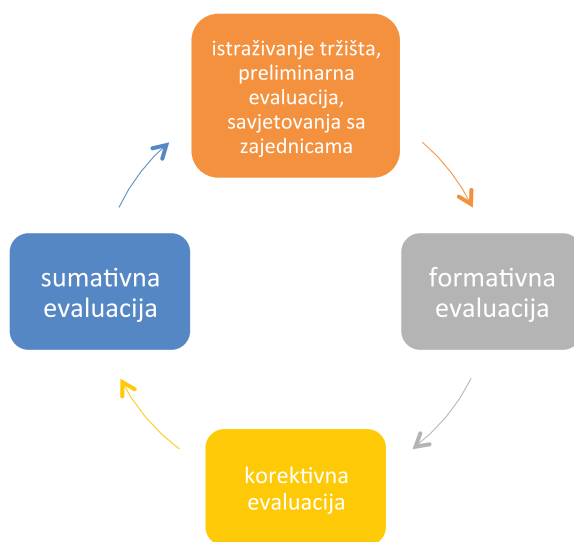 istraživanje tržišta,
preliminarna
evaluacija,
savjetovanja sa
zajednicama
formativna
evaluacija
korektivna
evaluacija
sumativna
evaluacija